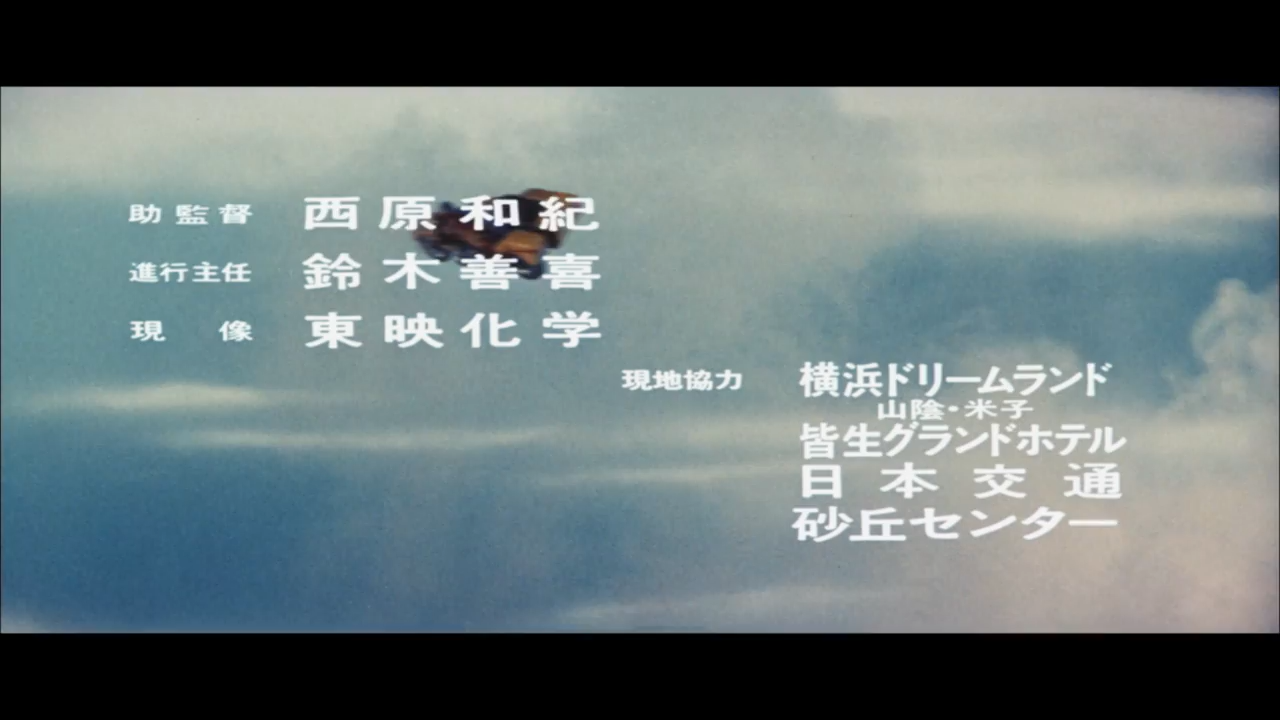 助監督 西原和紀
進行主任 鈴木善喜
現像 東映化学
現地協力 横浜ドリームランド
山陰・米子
皆生グランドホテル
日本交通
砂丘センター